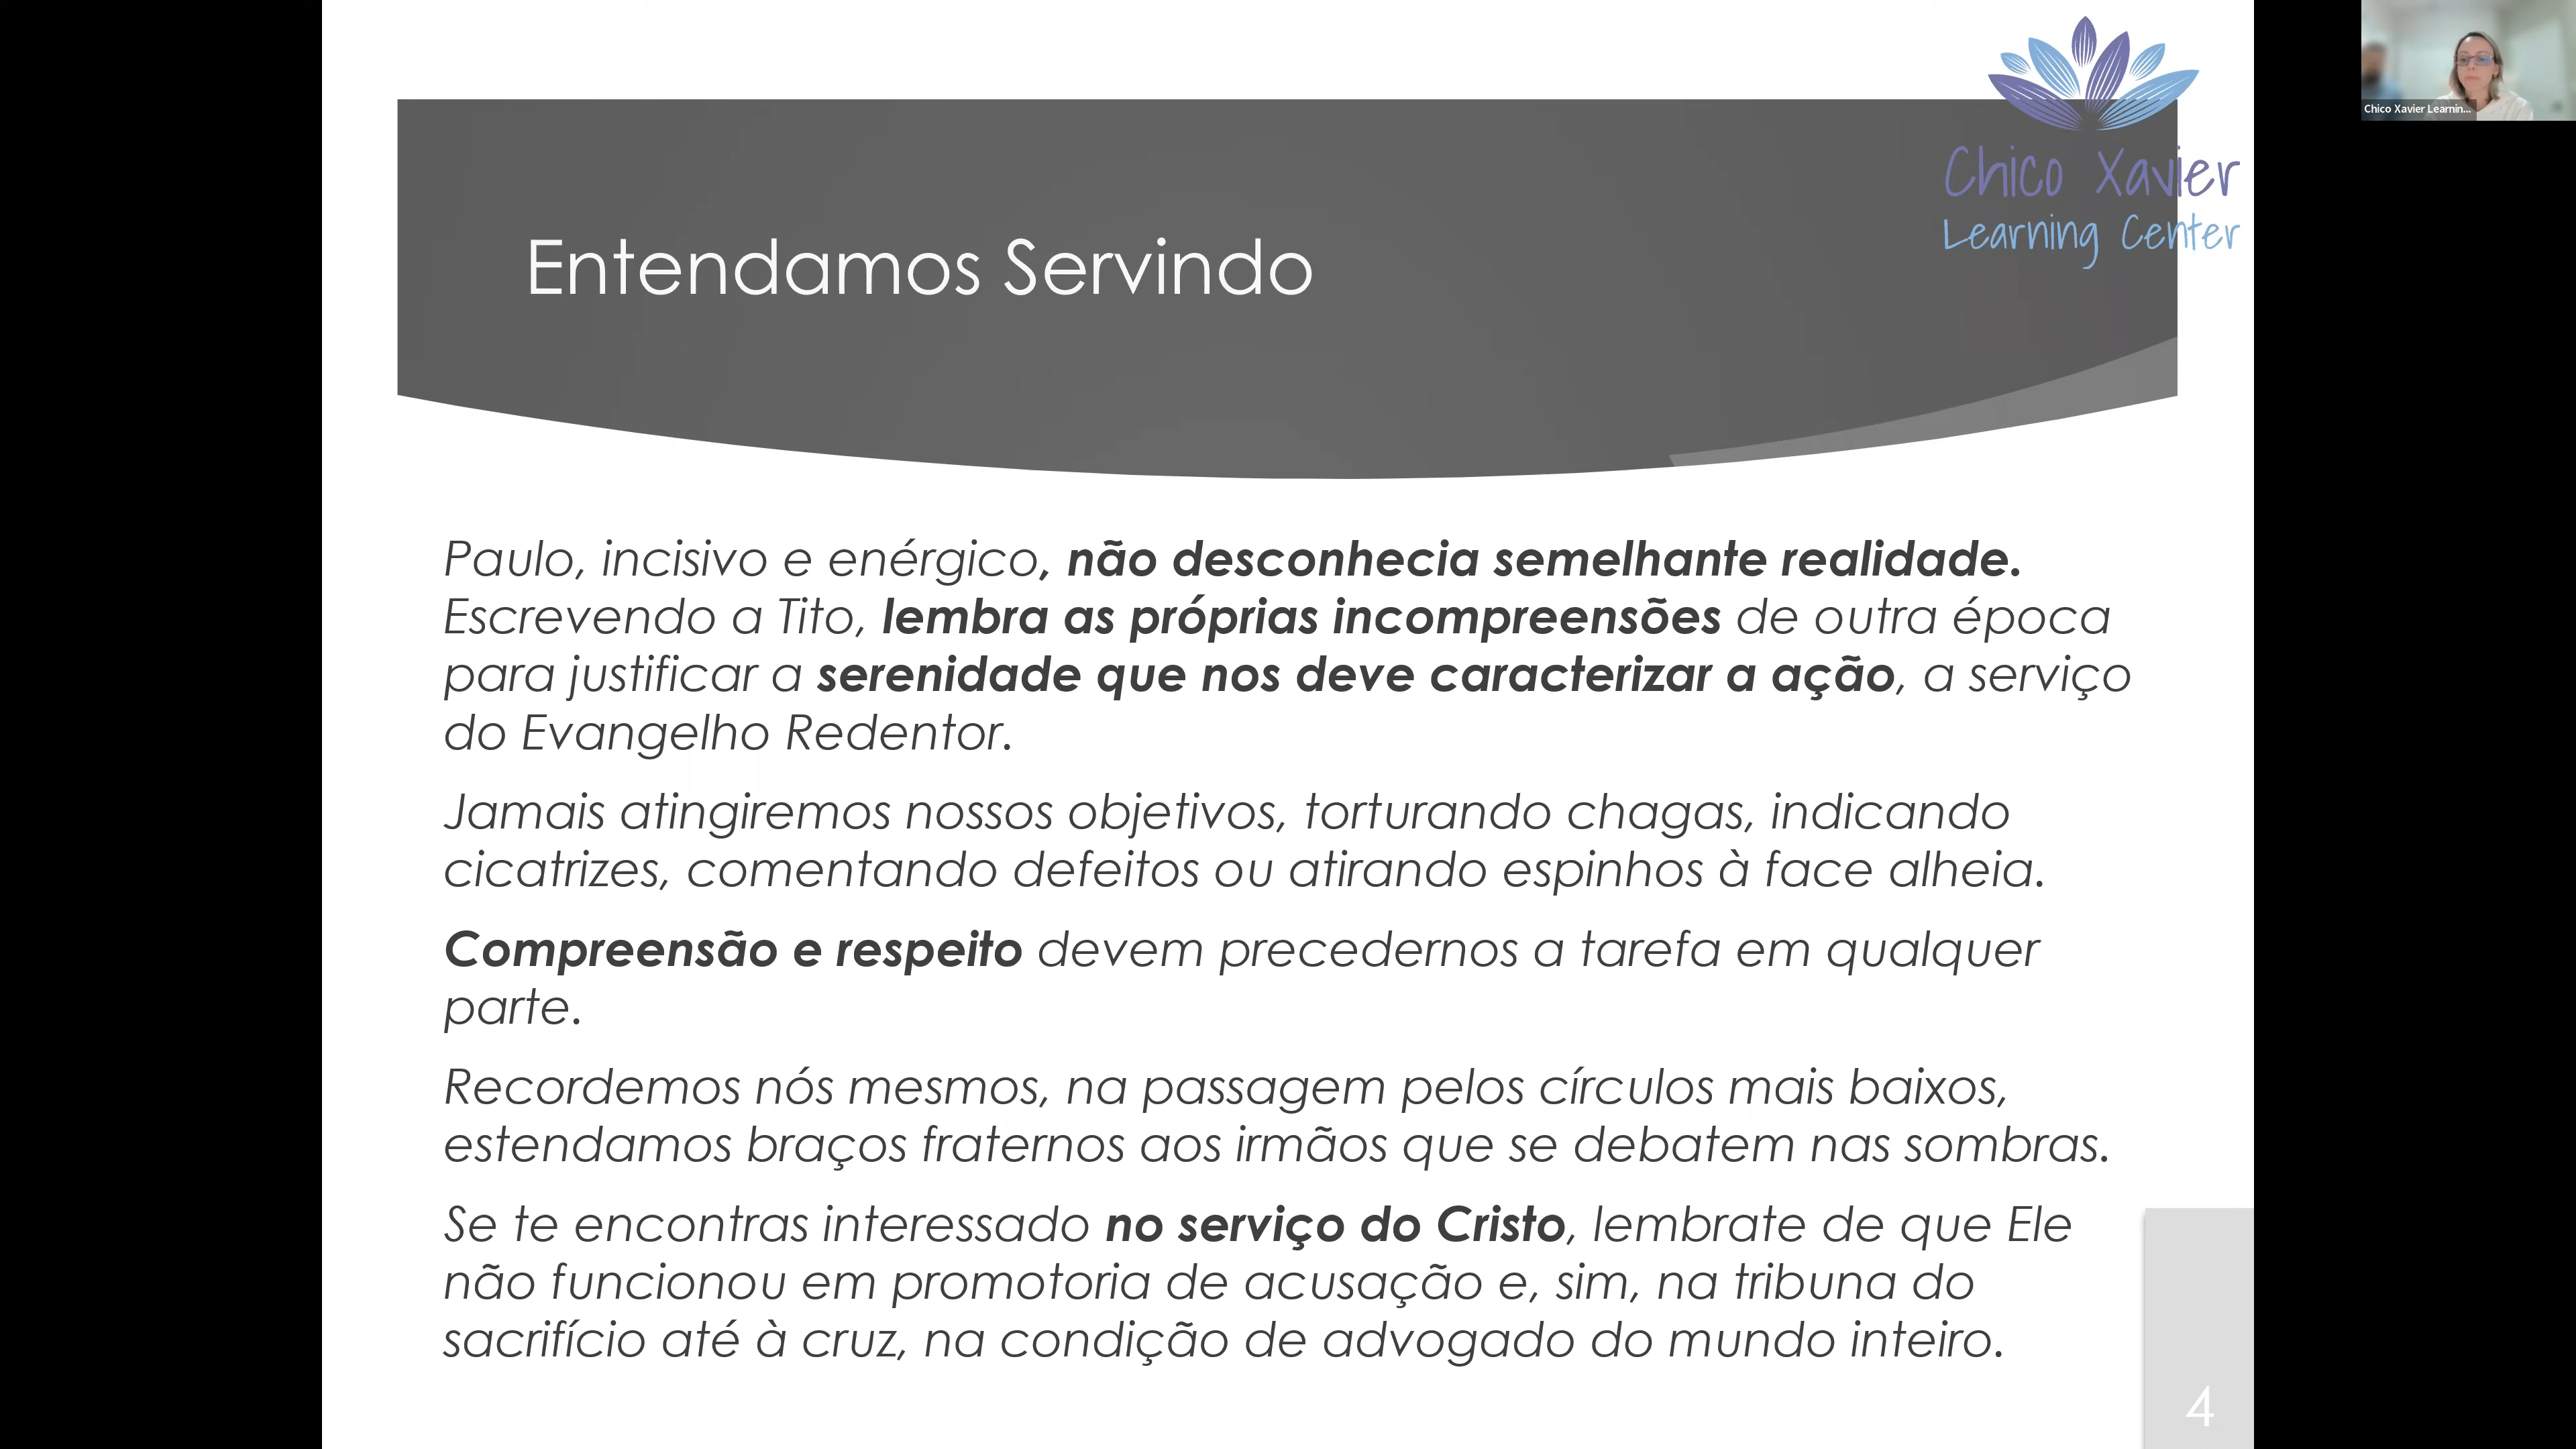 Chico Xavier
Learning Center
Chico Xavier Learnin...
Entendamos Servindo
Paulo, incisivo e enérgico, não desconhecia semelhante realidade.
Escrevendo a Tito, lembra as próprias incompreensões de outra época
para justificar a serenidade que nos deve caracterizar a ação, a serviço
do Evangelho Redentor.
Jamais atingiremos nossos objetivos, torturando chagas, indicando
cicatrizes, comentando defeitos ou atirando espinhos à face alheia.
Compreensão e respeito devem precedernos a tarefa em qualquer
parte.
Recordemos nós mesmos, na passagem pelos círculos mais baixos,
estendamos braços fraternos aos irmãos que se debatem nas sombras.
Se te encontras interessado no serviço do Cristo, lembrate de que Ele
não funcionou em promotoria de acusação e, sim, na tribuna do
sacrifício até à cruz, na condição de advogado do mundo inteiro.
4